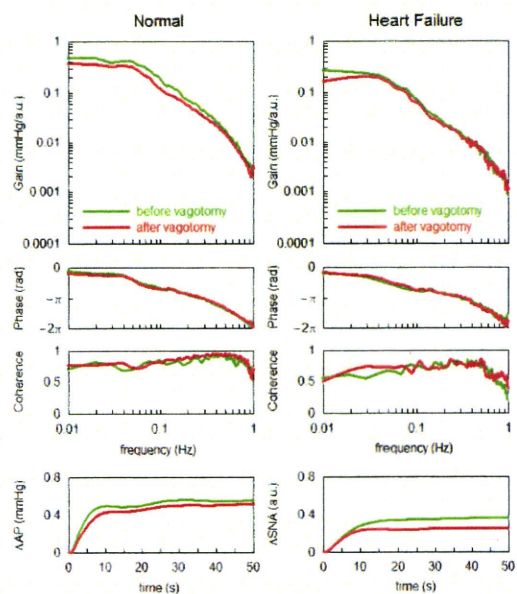 Normal
Heart Failure
Gain (mmHg/a.u.)
1
0.1
0.01
0.001
0.0001
before vagotomy
after vagotomy
Gain (mmHg/a.u.)
1
0.1
0.01
0.001
0.0001
before vagotomy
after vagotomy
Phase (rad)
0
−π
−2π
Phase (rad)
0
−π
−2π
Coherence
1
0.5
0
0.01
0.1
1
frequency (Hz)
Coherence
1
0.5
0
0.01
0.1
1
frequency (Hz)
ΔAP (mmHg)
0.8
0.4
0
0
10
20
30
40
50
time (s)
ΔSNA (a.u.)
0.8
0.4
0
0
10
20
30
40
50
time (s)